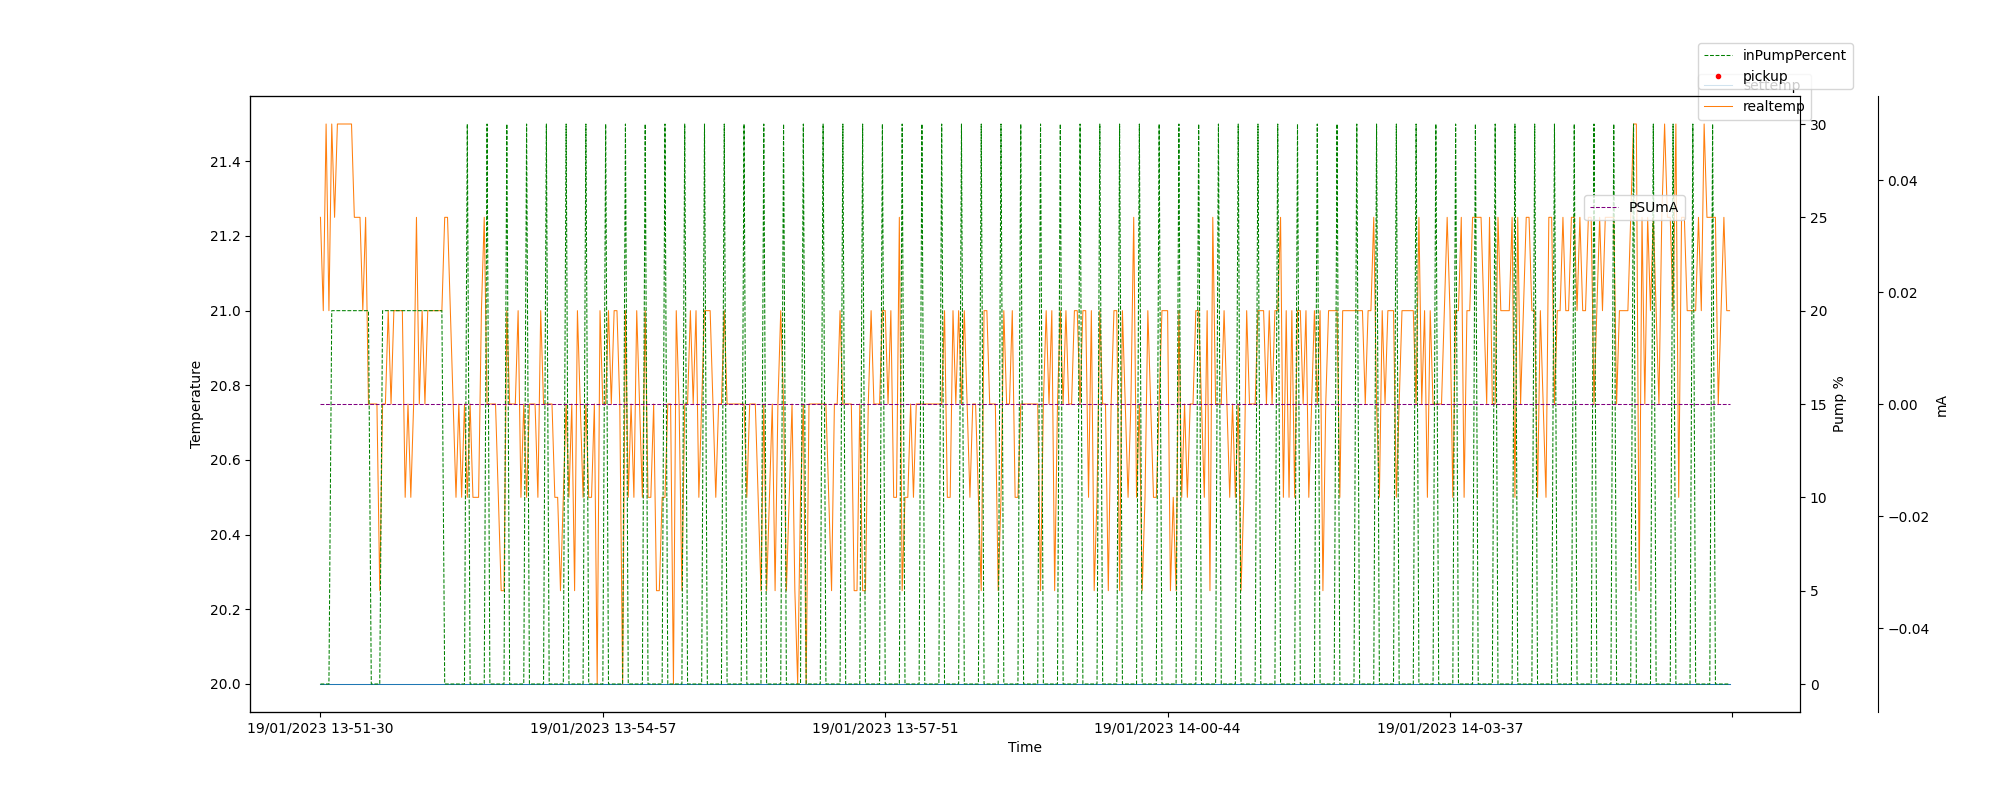 inPumpPercent
pickup
settemp
realtemp
PSUmA
21.4
21.2
21.0
20.8
20.6
20.4
20.2
20.0
Temperature
30
25
20
15
10
5
0
Pump %
0.04
0.02
0.00
−0.02
−0.04
mA
19/01/2023 13-51-30
19/01/2023 13-54-57
19/01/2023 13-57-51
19/01/2023 14-00-44
19/01/2023 14-03-37
Time